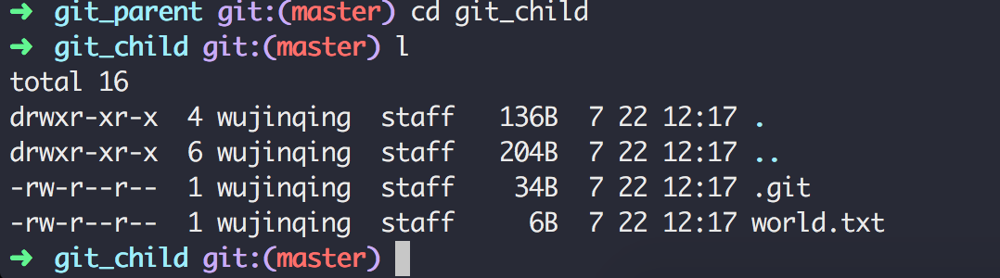 ➜ git_parent git:(master) cd git_child
➜ git_child git:(master) l
total 16
drwxr-xr-x 4 wujinqing staff 136B 7 22 12:17 .
drwxr-xr-x 6 wujinqing staff 204B 7 22 12:17 ..
-rw-r--r-- 1 wujinqing staff 34B 7 22 12:17 .git
-rw-r--r-- 1 wujinqing staff 6B 7 22 12:17 world.txt
➜ git_child git:(master)